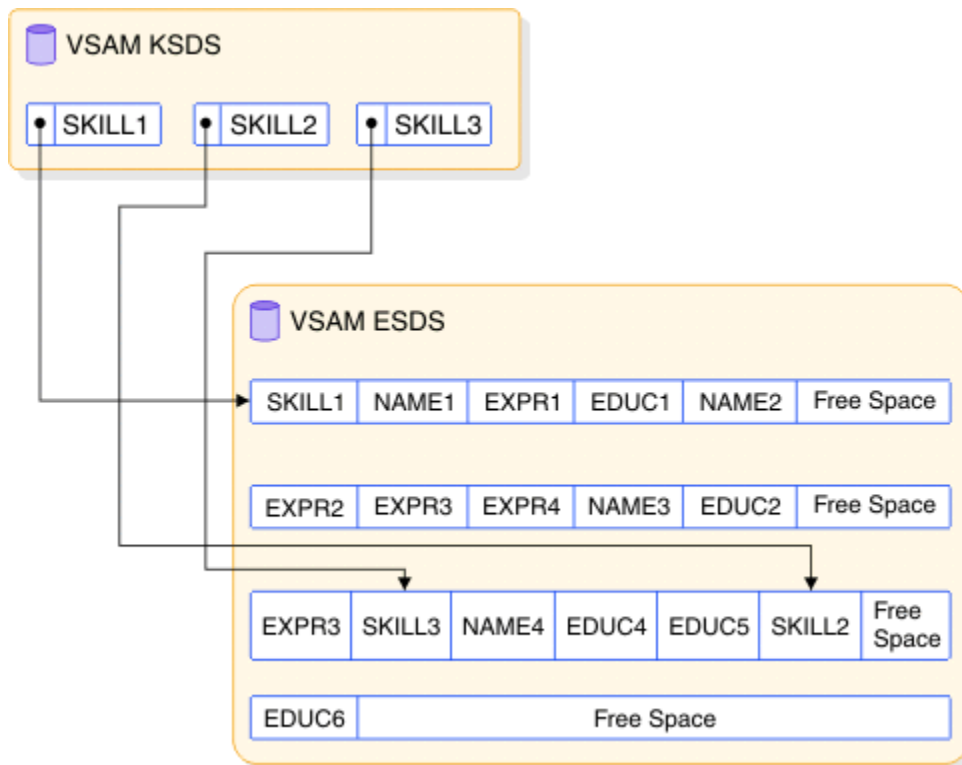 VSAM KSDS
SKILL1 SKILL2 SKILL3
VSAM ESDS
SKILL1 NAME1 EXPR1 EDUC1 NAME2 Free Space
EXPR2 EXPR3 EXPR4 NAME3 EDUC2 Free Space
EXPR3 SKILL3 NAME4 EDUC4 EDUC5 SKILL2 Free
Space
EDUC6 Free Space